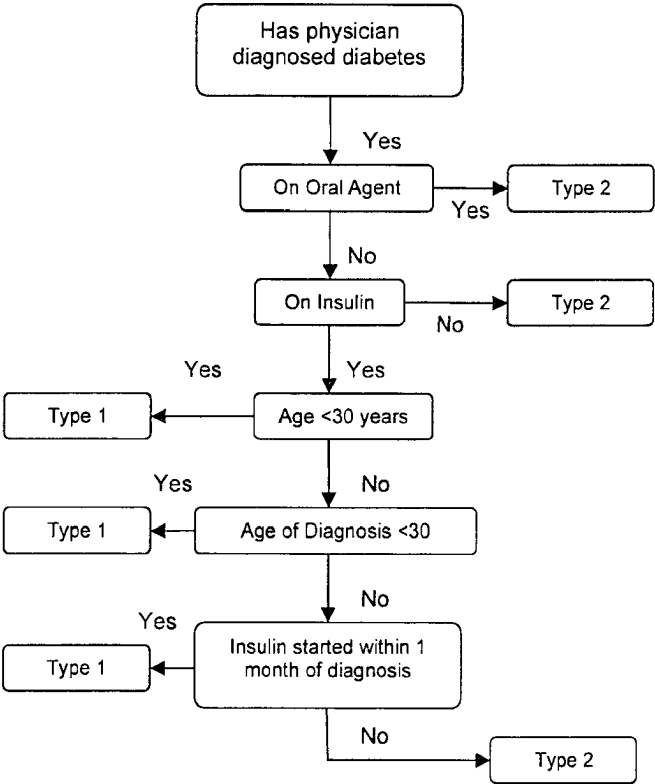 Has physician
diagnosed diabetes
Yes
On Oral Agent
Type 2
Yes
No
On Insulin
Type 2
No
Yes
Yes
Type 1
Age <30 years
Yes
No
Type 1
Age of Diagnosis <30
No
Yes
Insulin started within 1
month of diagnosis
Type 1
No
Type 2